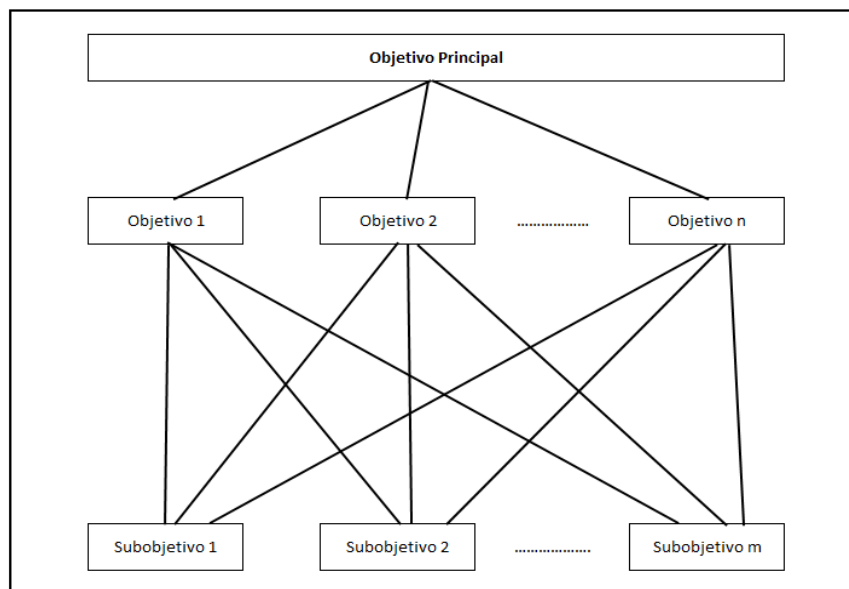 Objetivo Principal
Objetivo 1
Objetivo 2
..................
Objetivo n
Subobjetivo 1
Subobjetivo 2
...................
Subobjetivo m